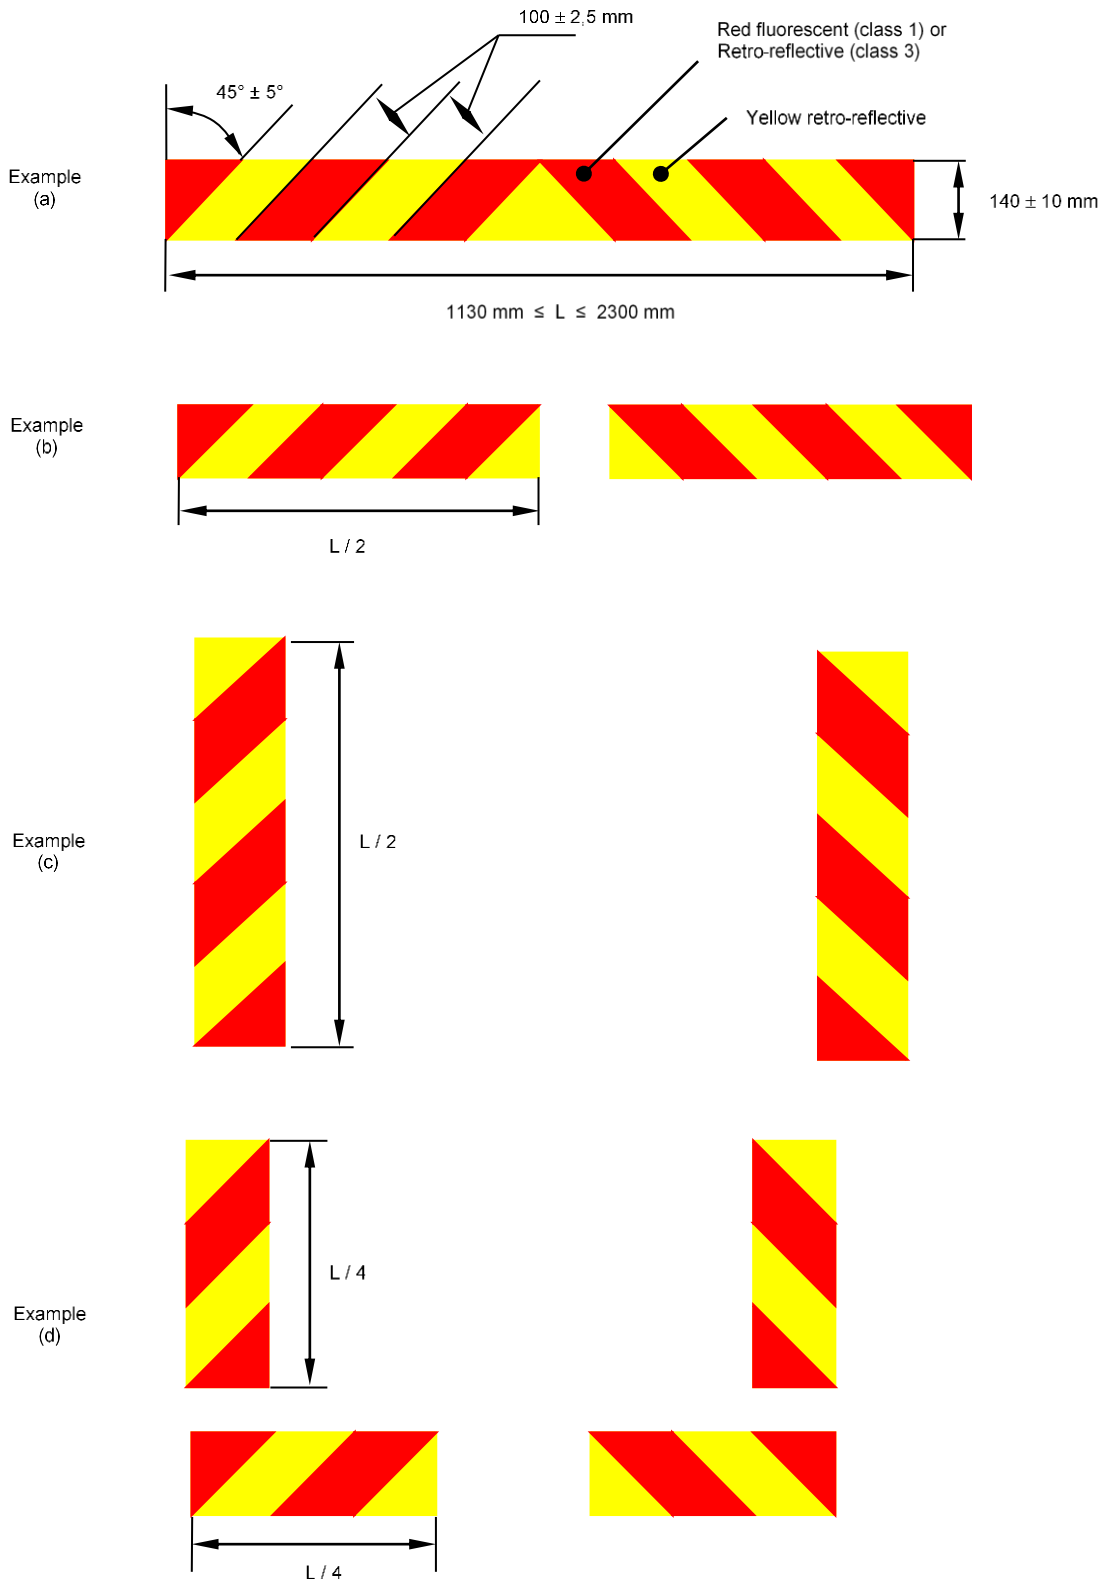 100 ± 2,5 mm
Red fluorescent (class 1) or
Retro-reflective (class 3)
45° ± 5°
Yellow retro-reflective
Example
(a)
140 ± 10 mm
1130 mm ≤ L ≤ 2300 mm
Example
(b)
L / 2
Example
(c)
L / 2
L / 4
Example
(d)
L / 4